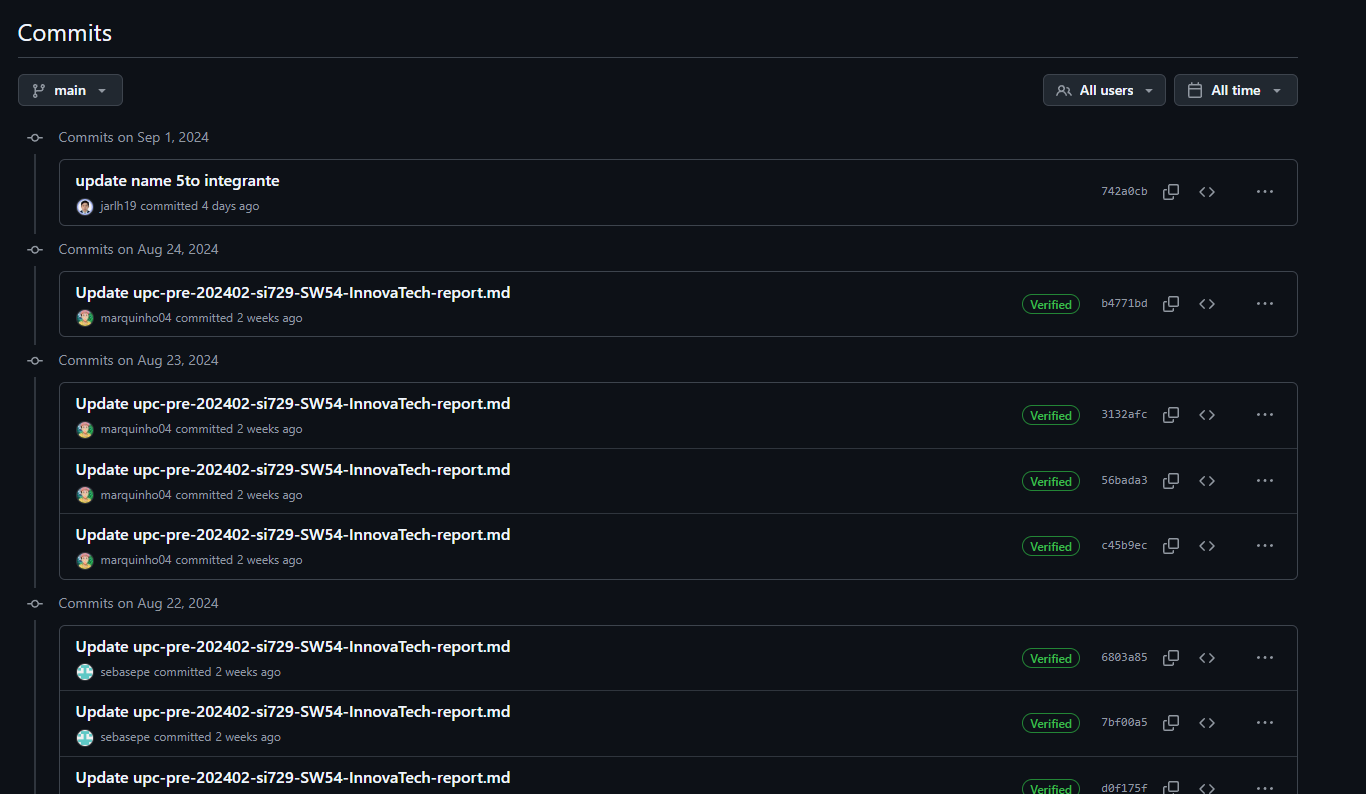 Commits
main
All users
All time
Commits on Sep 1, 2024
update name 5to integrante
jarlh19 committed 4 days ago
742a0cb
Commits on Aug 24, 2024
Update upc-pre-202402-si729-SW54-InnovaTech-report.md
marquinho04 committed 2 weeks ago
Verified
b4771bd
Commits on Aug 23, 2024
Update upc-pre-202402-si729-SW54-InnovaTech-report.md
marquinho04 committed 2 weeks ago
Verified
3132afc
Update upc-pre-202402-si729-SW54-InnovaTech-report.md
marquinho04 committed 2 weeks ago
Verified
56bada3
Update upc-pre-202402-si729-SW54-InnovaTech-report.md
marquinho04 committed 2 weeks ago
Verified
c45b9ec
Commits on Aug 22, 2024
Update upc-pre-202402-si729-SW54-InnovaTech-report.md
sebasepe committed 2 weeks ago
Verified
6803a85
Update upc-pre-202402-si729-SW54-InnovaTech-report.md
sebasepe committed 2 weeks ago
Verified
7bf00a5
Update upc-pre-202402-si729-SW54-InnovaTech-report.md
Verified
d0f175f